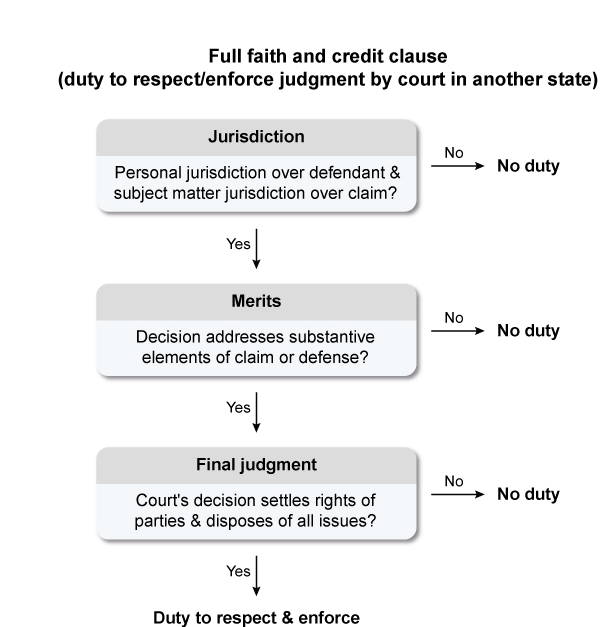 Full faith and credit clause
(duty to respect/enforce judgment by court in another state)
Jurisdiction
Personal jurisdiction over defendant &
subject matter jurisdiction over claim?
No
No duty
Yes
Merits
Decision addresses substantive
elements of claim or defense?
No
No duty
Yes
Final judgment
Court's decision settles rights of
parties & disposes of all issues?
No
No duty
Yes
Duty to respect & enforce